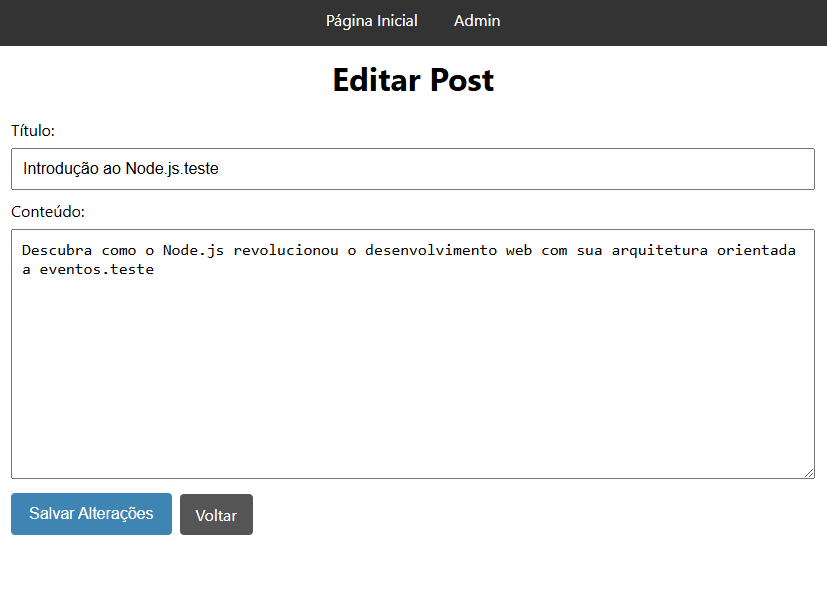 Página Inicial Admin
Editar Post
Título:
Introdução ao Node.js.teste
Conteúdo:
Descubra como o Node.js revolucionou o desenvolvimento web com sua arquitetura orientada
a eventos.teste
Salvar Alterações Voltar